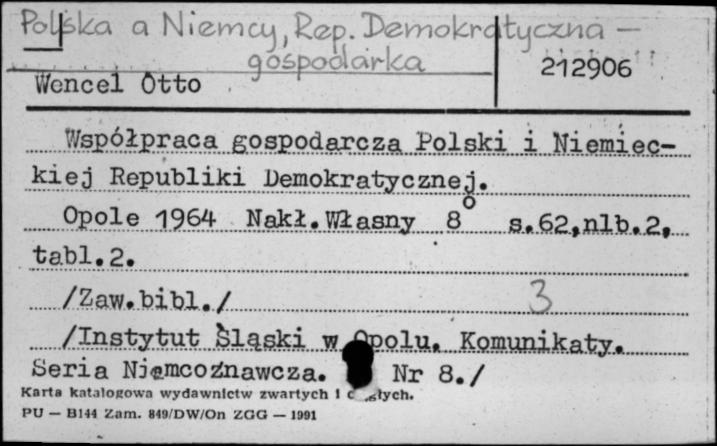 Polska a Niemcy, Rep. Demokratyczna —
gospodarka
212906
Wencel Otto
Współpraca gospodarcza Polski i Niemiec-
kiej Republiki Demokratycznej.
Opole 1964 Nakł.Własny 8° s.62,nlb.2,
tabl.2.
/Zaw.bibl./ 3
/Instytut Śląski w Opolu. Komunikaty.
Seria Niemcoznawcza. Nr 8./
Karta katalogowa wydawnictw zwartych i
PU — B144 Zam. 849/DW/On ZGG — 1991